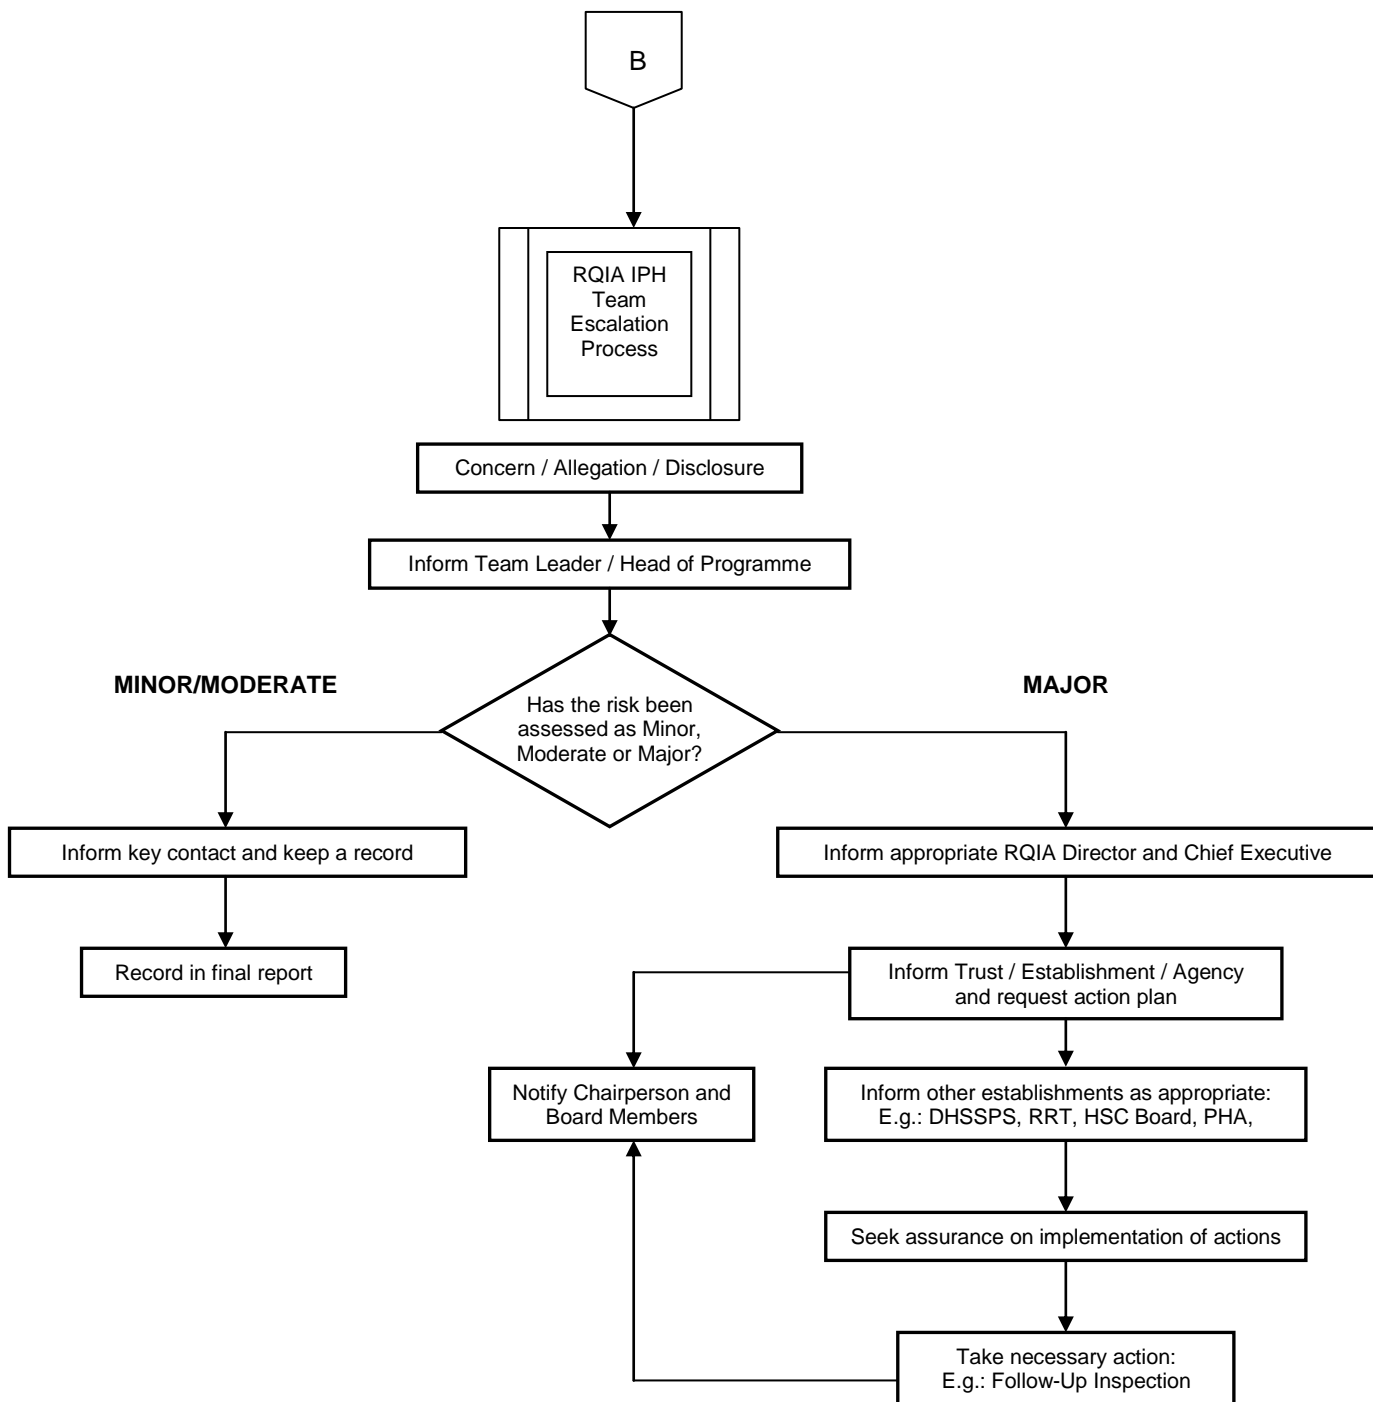 B
RQIA IPH
Team
Escalation
Process
Concern / Allegation / Disclosure
Inform Team Leader / Head of Programme
MINOR/MODERATE
MAJOR
Has the risk been
assessed as Minor,
Moderate or Major?
Inform key contact and keep a record
Inform appropriate RQIA Director and Chief Executive
Record in final report
Inform Trust / Establishment / Agency
and request action plan
Notify Chairperson and
Board Members
Inform other establishments as appropriate:
E.g.: DHSSPS, RRT, HSC Board, PHA,
Seek assurance on implementation of actions
Take necessary action:
E.g.: Follow-Up Inspection